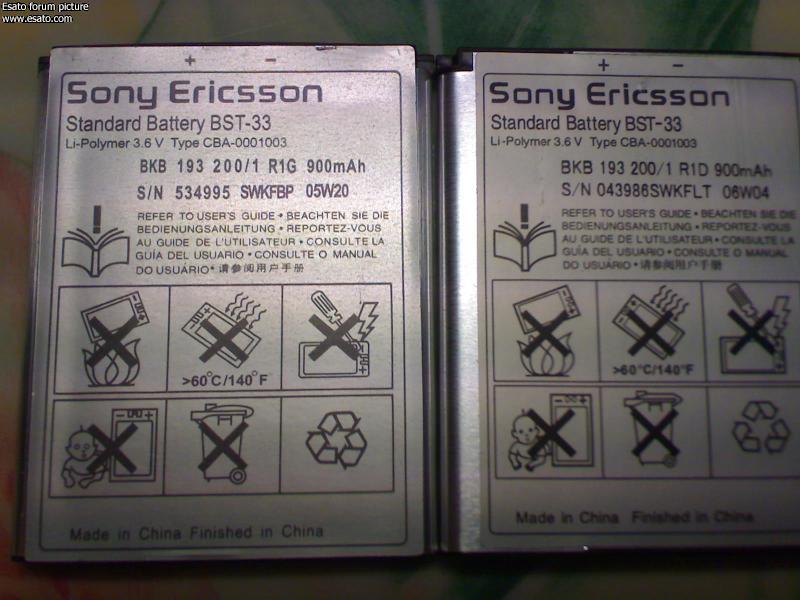 Esato forum picture
www.esato.com
+ -
Sony Ericsson
Standard Battery BST-33
Li-Polymer 3.6 V Type CBA-0001003
BKB 193 200/1 R1G 900mAh
S/N 534995 SWKFBP 05W20
REFER TO USER'S GUIDE • BEACHTEN SIE DIE
BEDIENUNGSANLEITUNG • REPORTEZ-VOUS
AU GUIDE DE L'UTILISATEUR • CONSULTE LA
GUÍA DEL USUARIO • CONSULTE O MANUAL
DO USUÁRIO • 请参阅用户手册
>60°C/140°F
Made in China Finished in China
+ -
Sony Ericsson
Standard Battery BST-33
Li-Polymer 3.6 V Type CBA-0001003
BKB 193 200/1 R1D 900mAh
S/N 043986SWKFLT 06W04
REFER TO USER'S GUIDE • BEACHTEN SIE DIE
BEDIENUNGSANLEITUNG • REPORTEZ-VOUS
AU GUIDE DE L'UTILISATEUR • CONSULTE LA
GUÍA DEL USUARIO • CONSULTE O MANUAL
DO USUÁRIO • 请参阅用户手册
>60°C/140°F
Made in China Finished in China